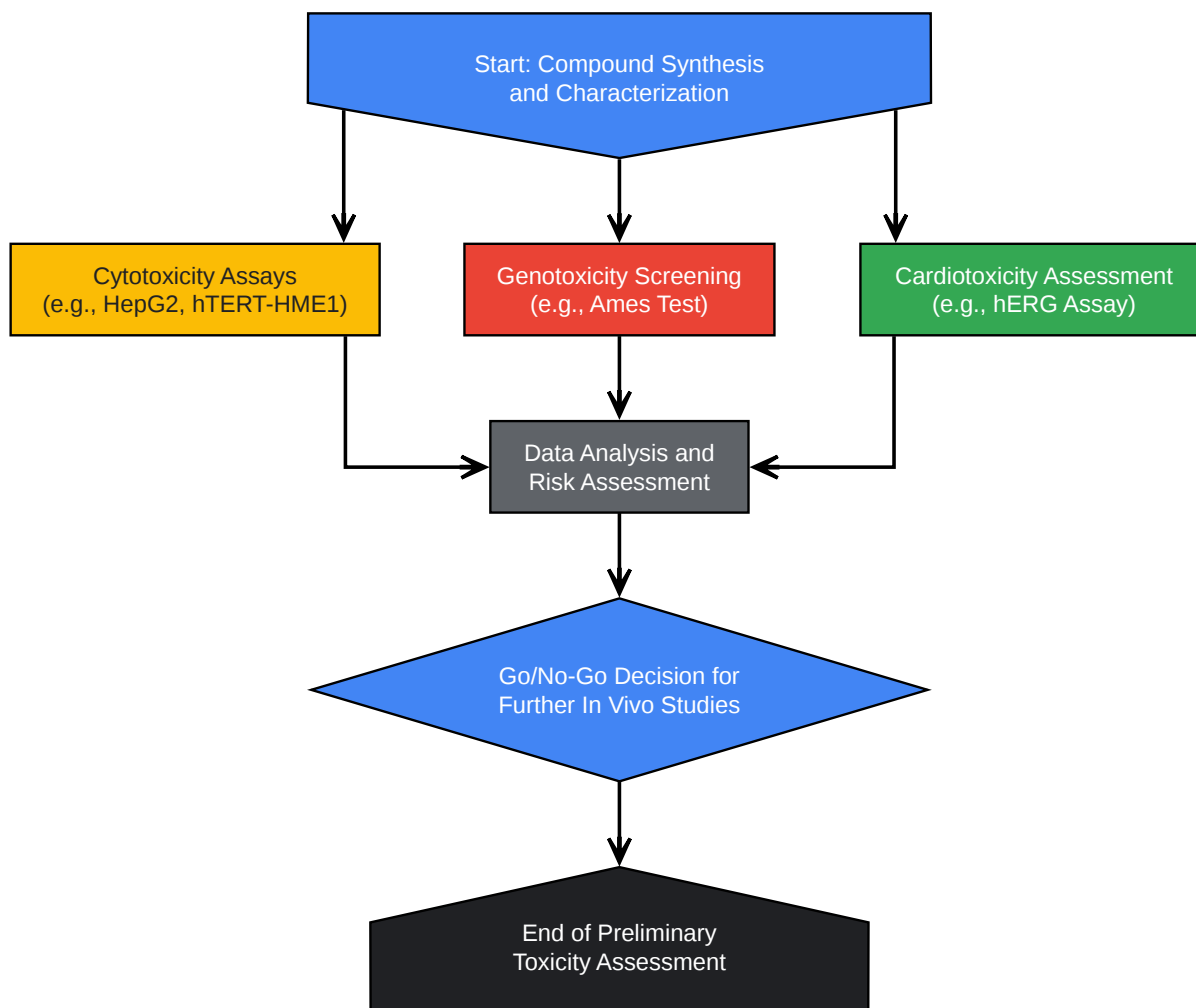 Start: Compound Synthesis
and Characterization
Cytotoxicity Assays
(e.g., HepG2, hTERT-HME1)
Genotoxicity Screening
(e.g., Ames Test)
Cardiotoxicity Assessment
(e.g., hERG Assay)
Data Analysis and
Risk Assessment
Go/No-Go Decision for
Further In Vivo Studies
End of Preliminary
Toxicity Assessment